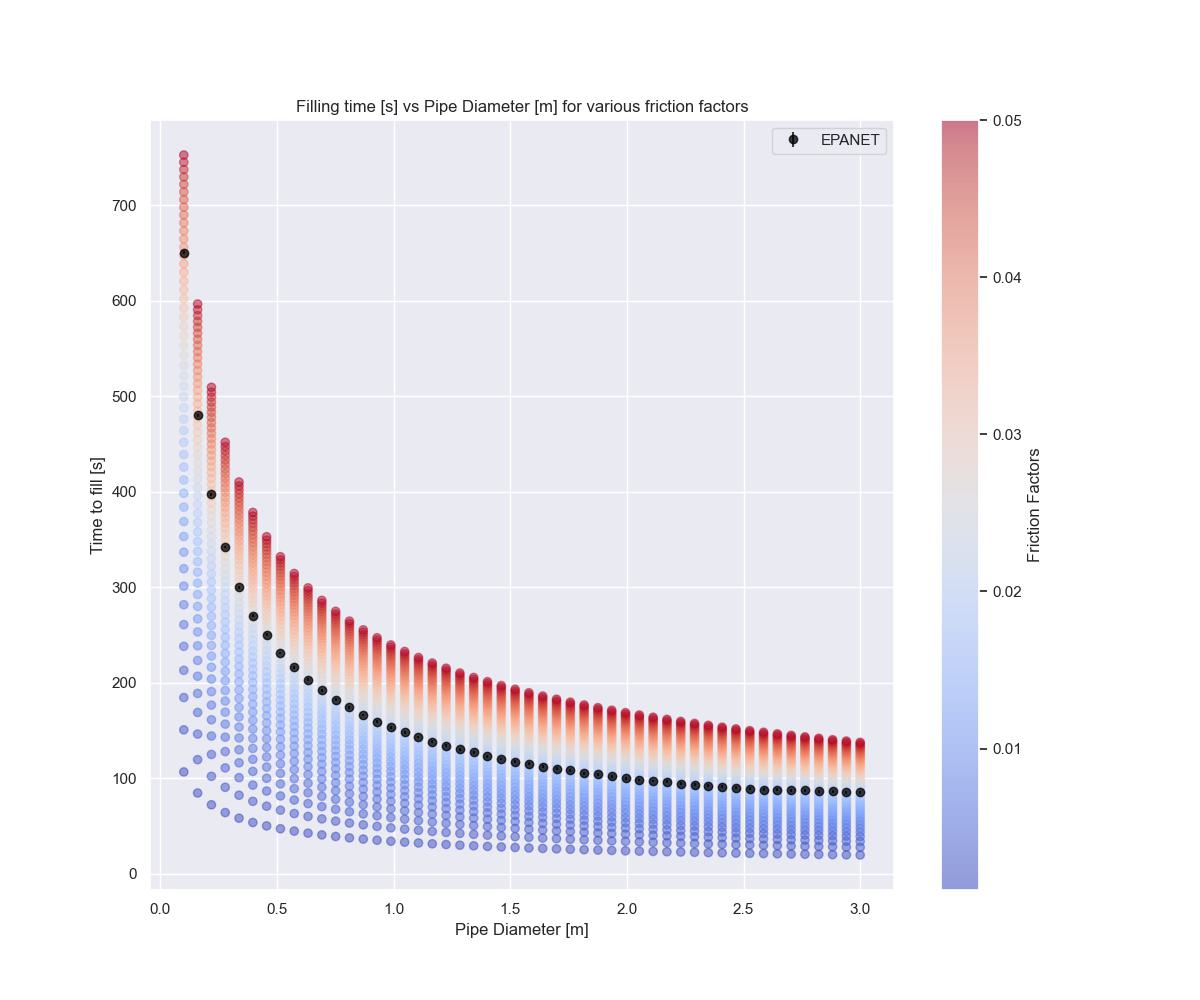 Filling time [s] vs Pipe Diameter [m] for various friction factors
EPANET
700
600
500
400
300
200
100
0
Time to fill [s]
0.0 0.5 1.0 1.5 2.0 2.5 3.0
Pipe Diameter [m]
0.05
0.04
0.03
0.02
0.01
Friction Factors